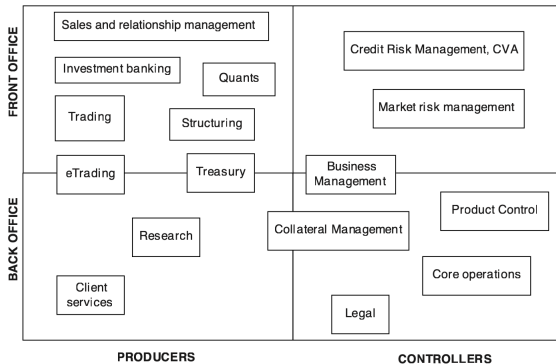 FRONT OFFICE
Sales and relationship management
Investment banking
Quants
Trading
Structuring
eTrading
Treasury
Credit Risk Management, CVA
Market risk management
Business
Management
BACK OFFICE
Research
Client
services
Collateral Management
Product Control
Core operations
Legal
PRODUCERS
CONTROLLERS